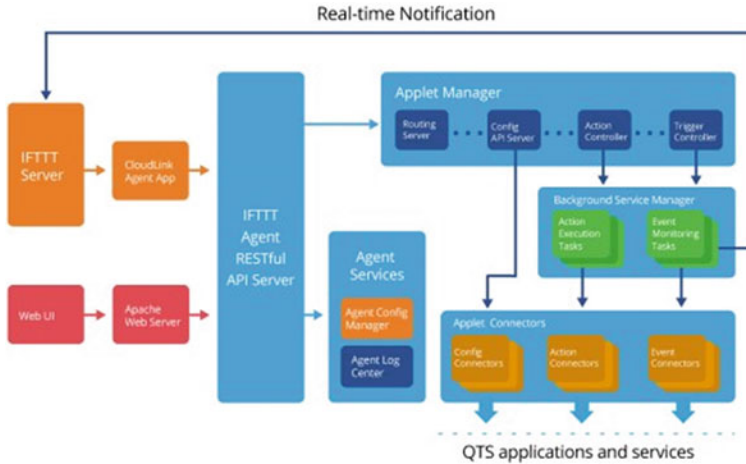 Real-time Notification
Applet Manager
Routing
Server
Config
API Server
Action
Controller
Trigger
Controller
IFTTT
Server
CloudLink
Agent App
IFTTT
Agent
RESTful
API Server
Background Service Manager
Action
Execution
Tasks
Event
Monitoring
Tasks
Agent
Services
Agent Config
Manager
Agent Log
Center
Web UI
Apache
Web Server
Applet Connectors
Config
Connectors
Action
Connectors
Event
Connectors
QTS applications and services